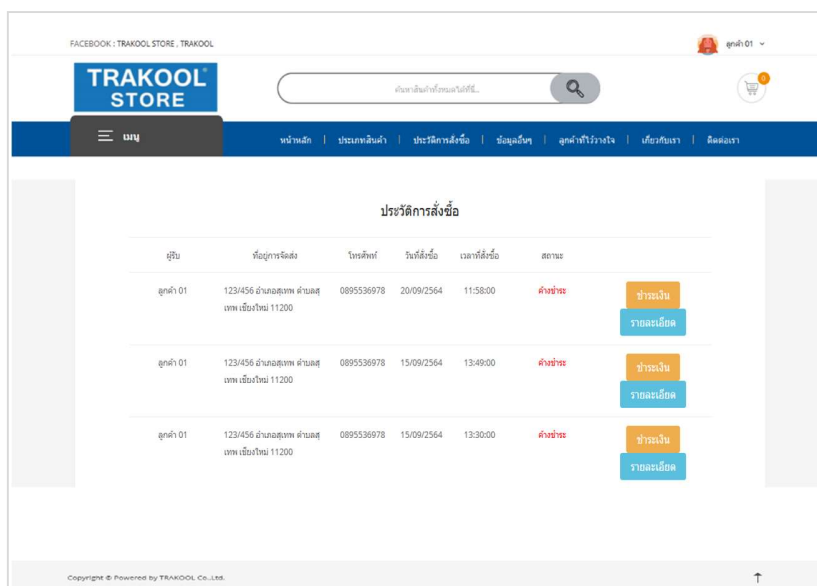 FACEBOOK : TRAKOOL STORE , TRAKOOL
ลูกค้า 01
TRAKOOL
STORE
ค้นหาสินค้าทั้งหมดได้ที่นี่...
0
เมนู
หน้าหลัก | ประเภทสินค้า | ประวัติการสั่งซื้อ | ข้อมูลอื่นๆ | ลูกค้าที่ไว้วางใจ | เกี่ยวกับเรา | ติดต่อเรา
ประวัติการสั่งซื้อ
ผู้รับ ที่อยู่การจัดส่ง โทรศัพท์ วันที่สั่งซื้อ เวลาที่สั่งซื้อ สถานะ
ลูกค้า 01 123/456 อำเภอสุเทพ ตำบลสุ 0895536978 20/09/2564 11:58:00 ค้างชำระ ชำระเงิน
เทพ เชียงใหม่ 11200
รายละเอียด
ลูกค้า 01 123/456 อำเภอสุเทพ ตำบลสุ 0895536978 15/09/2564 13:49:00 ค้างชำระ ชำระเงิน
เทพ เชียงใหม่ 11200
รายละเอียด
ลูกค้า 01 123/456 อำเภอสุเทพ ตำบลสุ 0895536978 15/09/2564 13:30:00 ค้างชำระ ชำระเงิน
เทพ เชียงใหม่ 11200
รายละเอียด
Copyright © Powered by TRAKOOL Co.,Ltd.